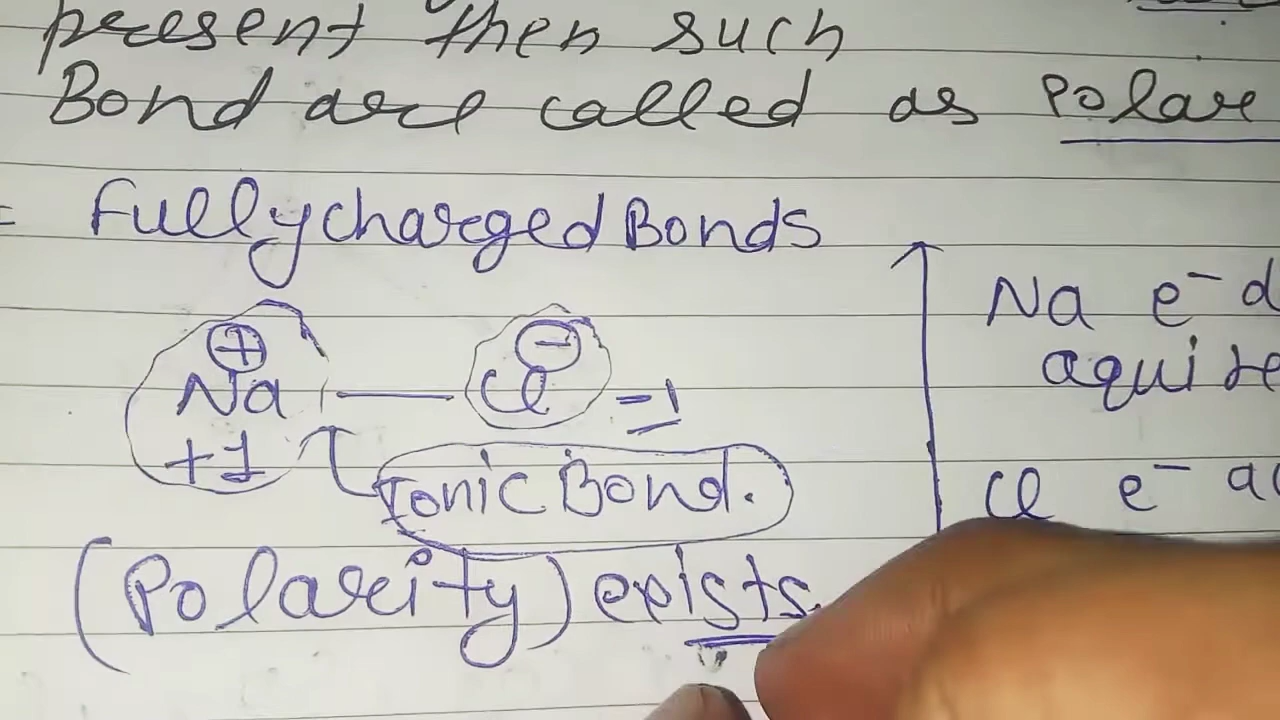 present then such
Bond are called as Polar
= Fully charged Bonds
+ -
Na — Cl -1
+1
Ionic Bond.
(Polarity) exists
Na e⁻ d
aquire
Cl e⁻ a